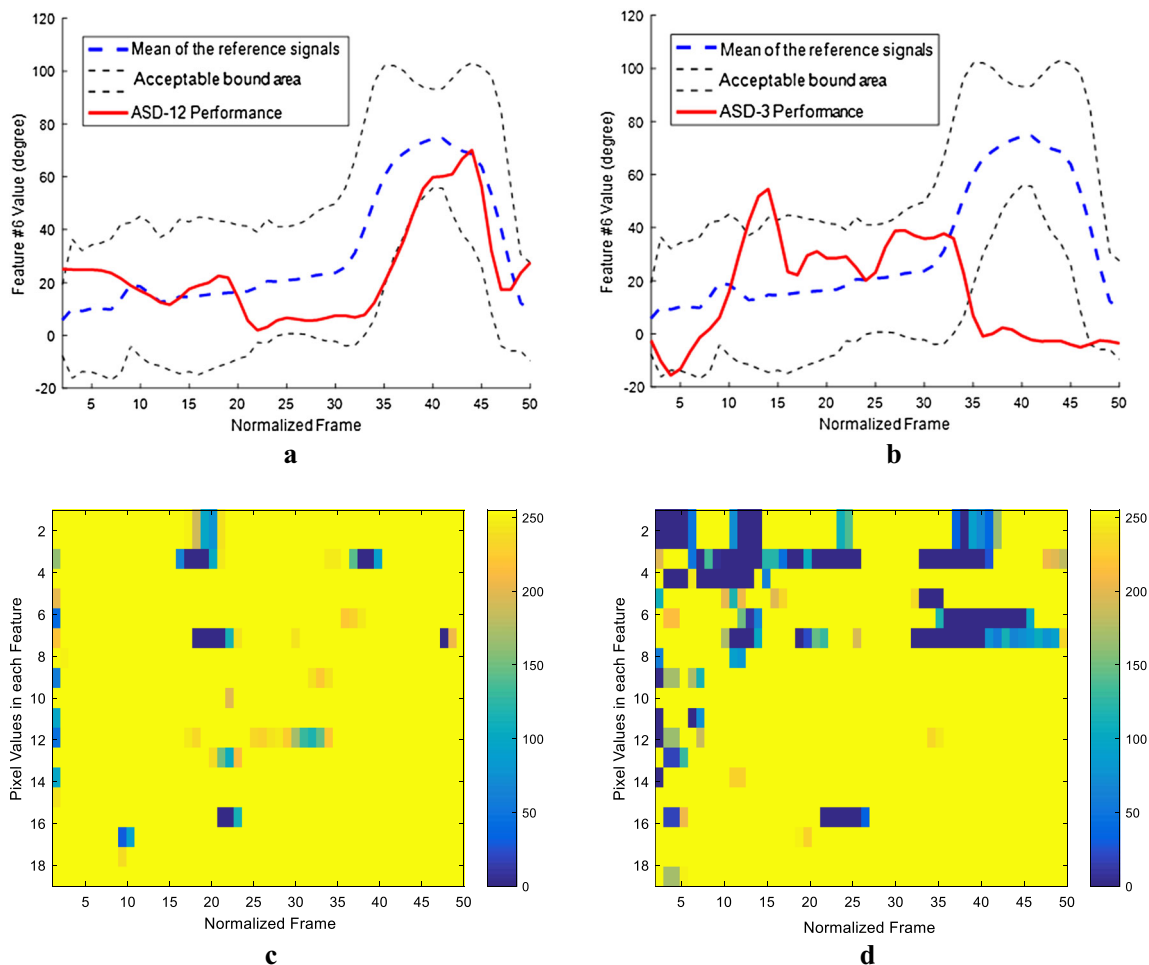 120
100
80
60
40
20
0
-20
Feature #6 Value (degree)
Mean of the reference signals
Acceptable bound area
ASD-12 Performance
5 10 15 20 25 30 35 40 45 50
Normalized Frame
a
120
100
80
60
40
20
0
-20
Feature #6 Value (degree)
Mean of the reference signals
Acceptable bound area
ASD-3 Performance
5 10 15 20 25 30 35 40 45 50
Normalized Frame
b
2
4
6
8
10
12
14
16
18
Pixel Values in each Feature
5 10 15 20 25 30 35 40 45 50
Normalized Frame
250
200
150
100
50
0
c
2
4
6
8
10
12
14
16
18
Pixel Values in each Feature
5 10 15 20 25 30 35 40 45 50
Normalized Frame
250
200
150
100
50
0
d